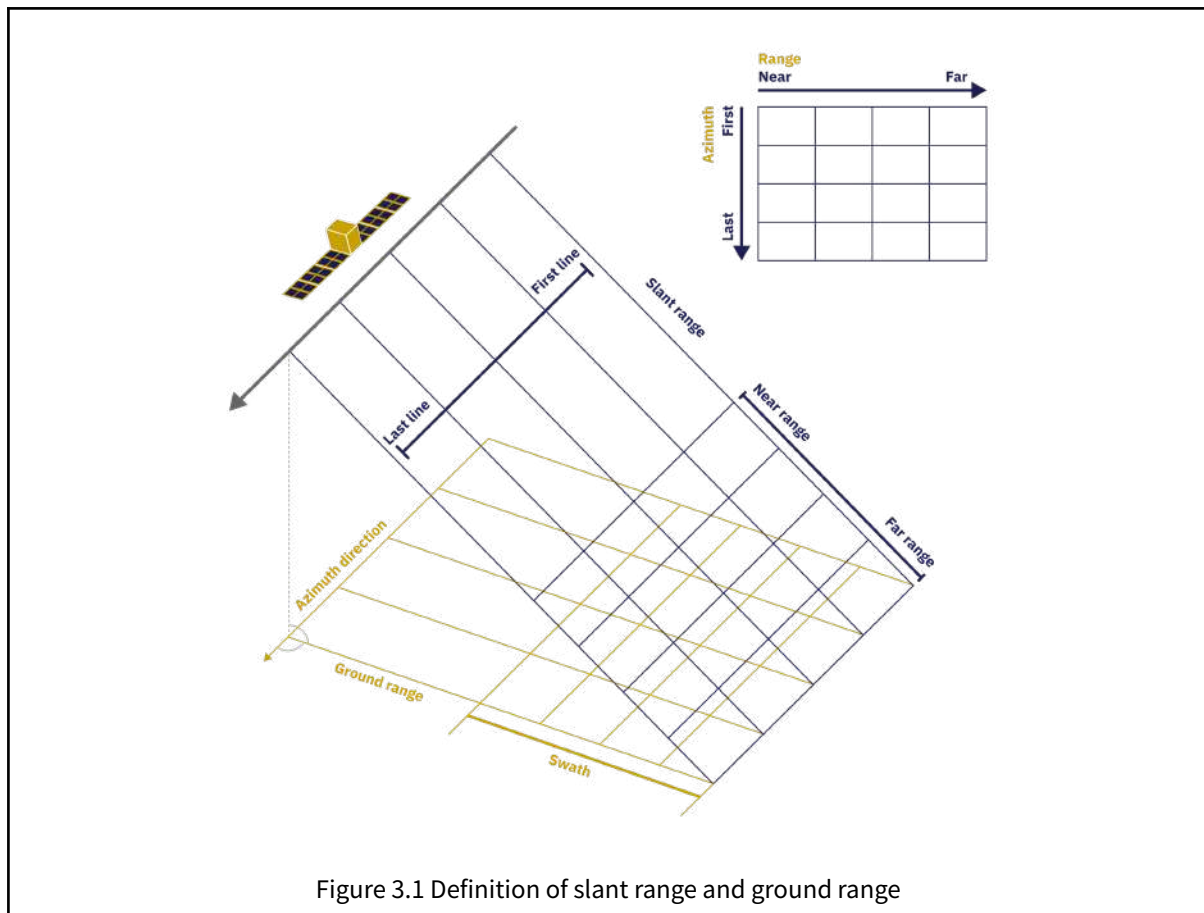 Range
Near Far
Azimuth
First
Last
First line
Last line
Slant range
Near range
Far range
Azimuth direction
Ground range
Swath
Figure 3.1 Definition of slant range and ground range